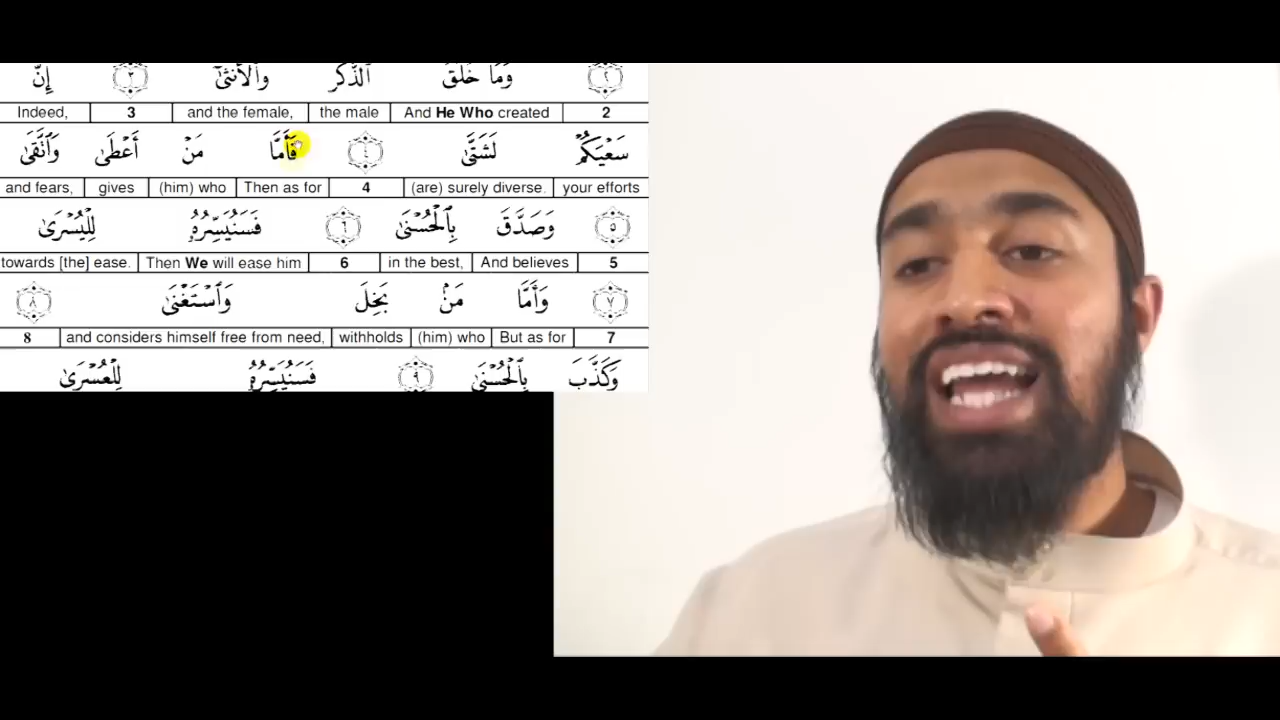 وَمَا خَلَقَ الذَّكَرَ وَالْأُنثَىٰٓ ٣ إِنَّ
2 And He Who created the male and the female, 3 Indeed,
سَعْيَكُمْ لَشَتَّىٰ ٤ فَأَمَّا مَنْ أَعْطَىٰ وَاتَّقَىٰ
your efforts (are) surely diverse. 4 Then as for (him) who gives and fears,
٥ وَصَدَّقَ بِالْحُسْنَىٰ ٦ فَسَنُيَسِّرُهُۥ لِلْيُسْرَىٰ
5 And believes in the best, 6 Then We will ease him towards [the] ease.
٧ وَأَمَّا مَنۢ بَخِلَ وَاسْتَغْنَىٰ ٨
7 But as for (him) who withholds and considers himself free from need, 8
وَكَذَّبَ بِالْحُسْنَىٰ ٩ فَسَنُيَسِّرُهُۥ لِلْعُسْرَىٰ